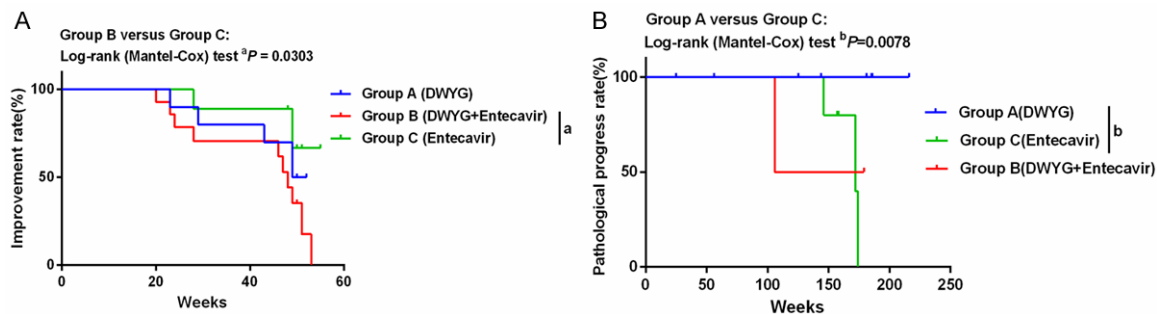 A
Group B versus Group C:
Log-rank (Mantel-Cox) test ᵃP = 0.0303
Improvement rate(%)
100
50
0
0
20
40
60
Weeks
Group A (DWYG)
Group B (DWYG+Entecavir)
Group C (Entecavir)
a
B
Group A versus Group C:
Log-rank (Mantel-Cox) test ᵇP=0.0078
Pathological progress rate(%)
100
50
0
0
50
100
150
200
250
Weeks
Group A(DWYG)
Group C(Entecavir)
Group B(DWYG+Entecavir)
b